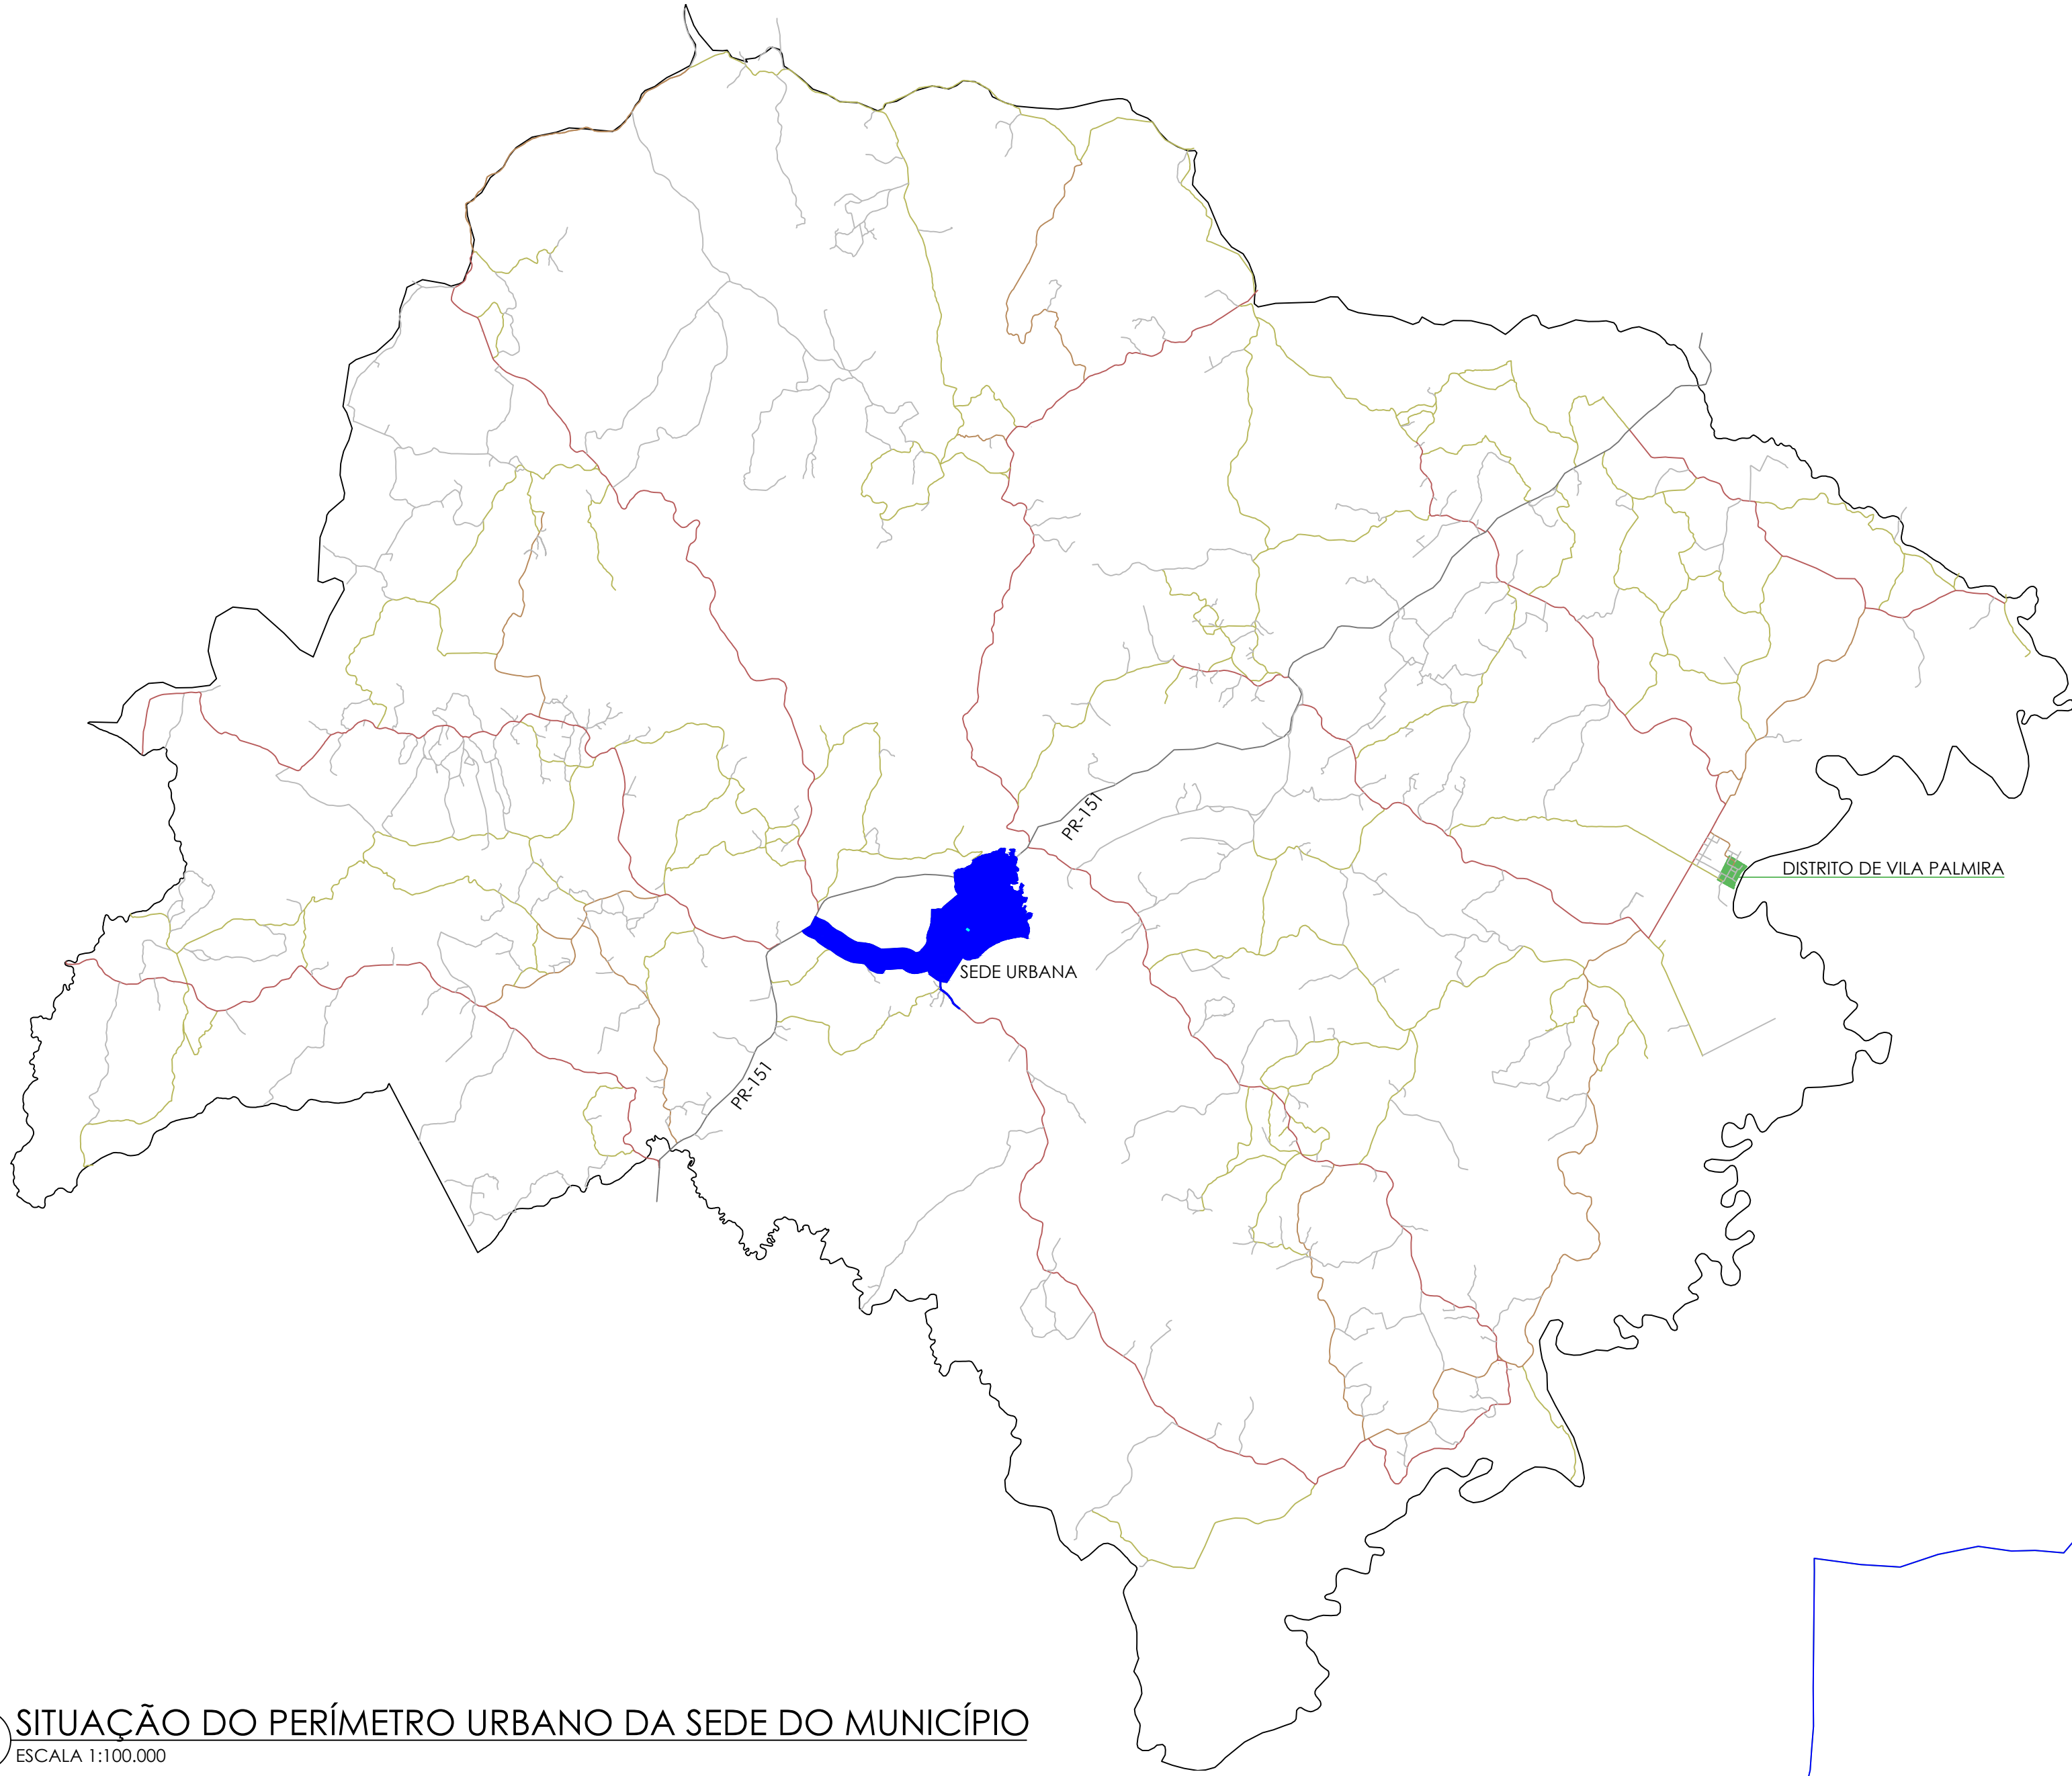 PR-151
DISTRITO DE VILA PALMIRA
SEDE URBANA
PR-151
SITUAÇÃO DO PERÍMETRO URBANO DA SEDE DO MUNICÍPIO
ESCALA 1:100.000